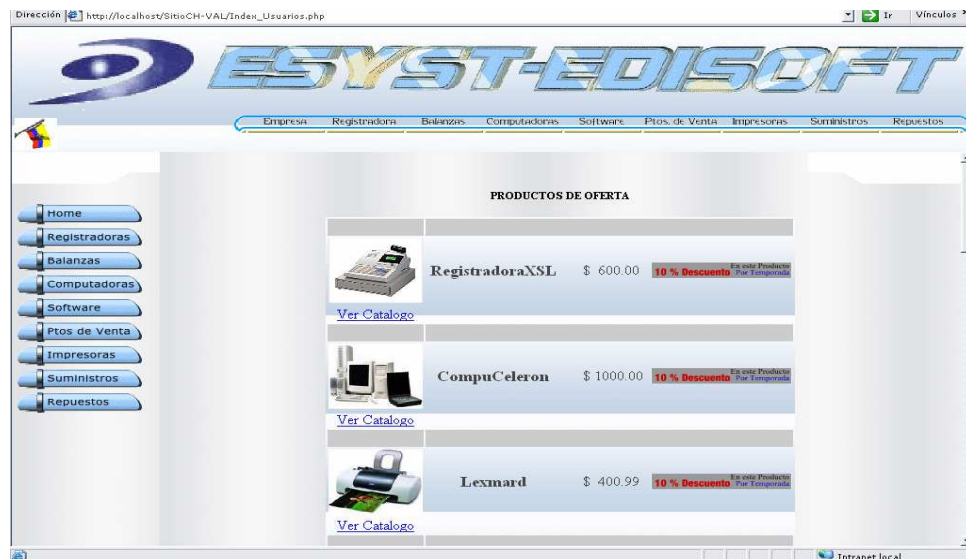 Dirección http://localhost/SitioCH-VAL/Index_Usuarios.php Ir Vínculos »
ESYST-EDISOFT
Empresa Registradora Balanzas Computadoras Software Ptos. de Venta Impresoras Suministros Repuestos
PRODUCTOS DE OFERTA
Home
Registradoras
Balanzas
Computadoras
Software
Ptos de Venta
Impresoras
Suministros
Repuestos
RegistradoraXSL $ 600.00 10 % Descuento En este Producto Por Temporada
Ver Catalogo
CompuCeleron $ 1000.00 10 % Descuento En este Producto Por Temporada
Ver Catalogo
Lexmard $ 400.99 10 % Descuento En este Producto Por Temporada
Ver Catalogo
Intranet local